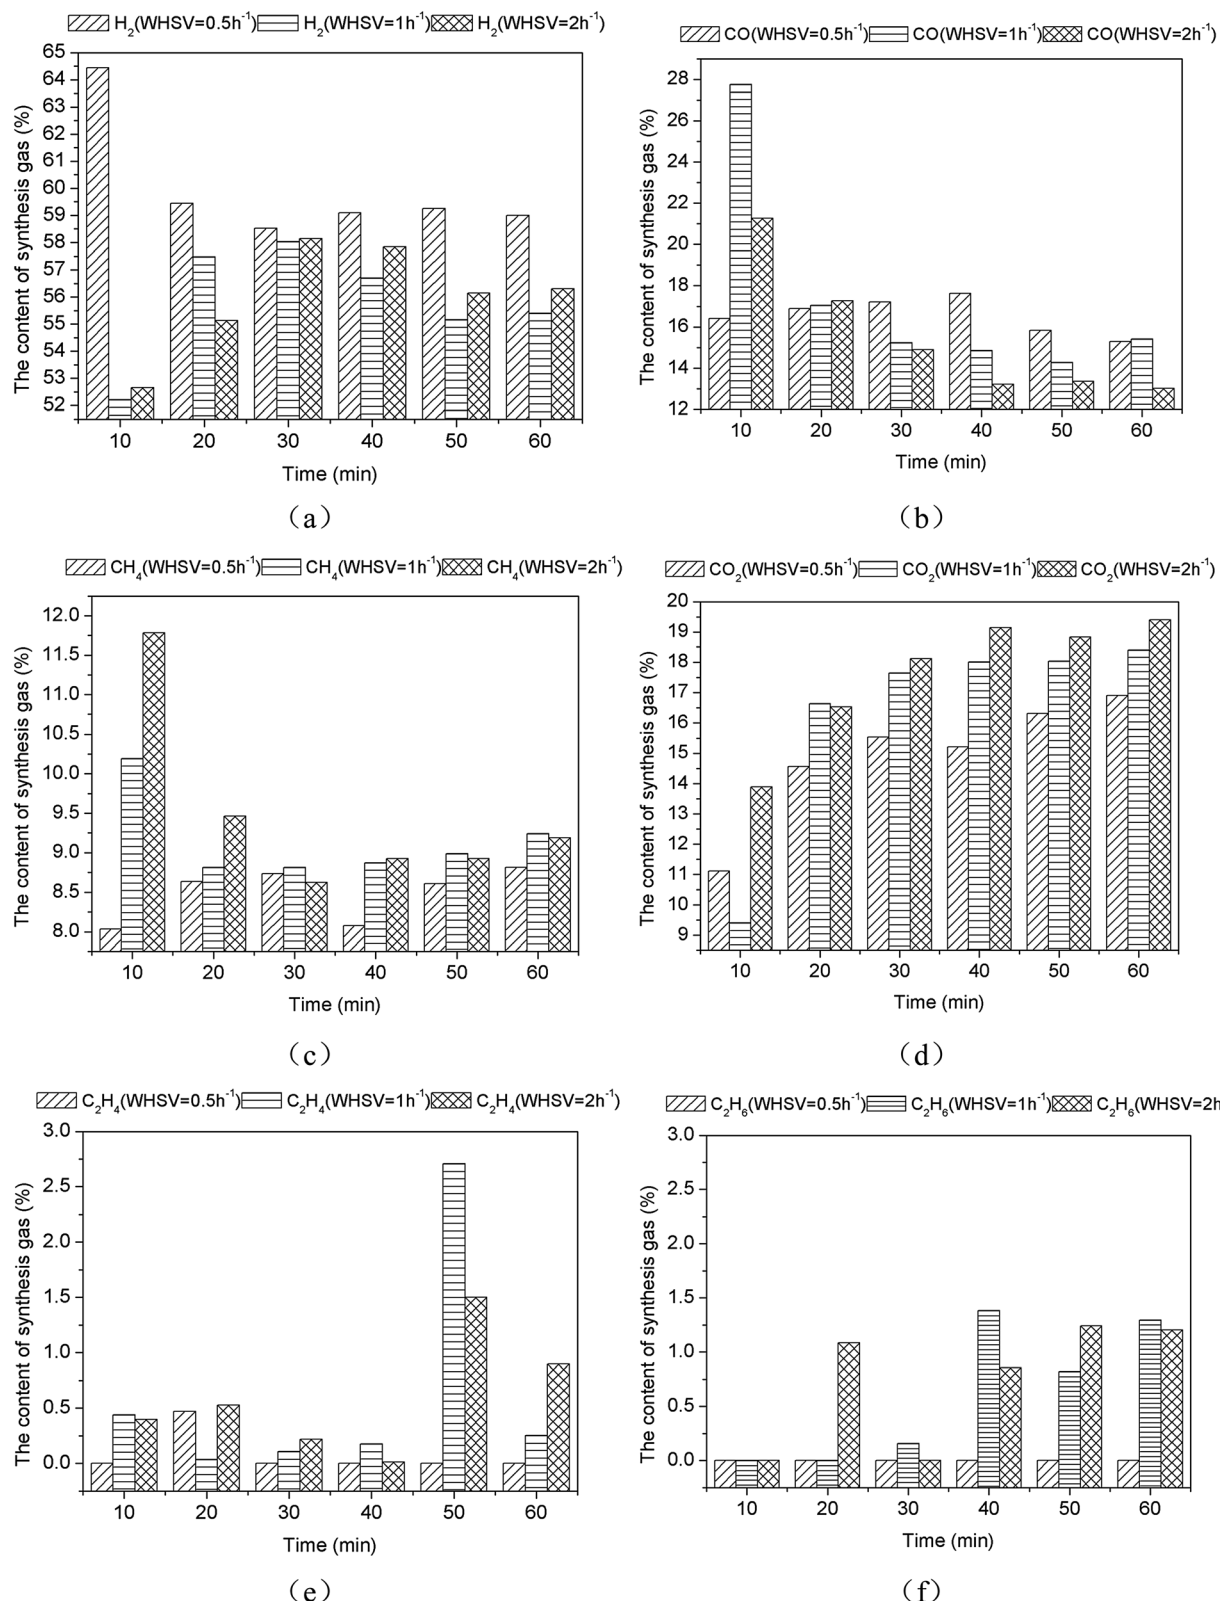 H2(WHSV=0.5h-1) H2(WHSV=1h-1) H2(WHSV=2h-1)
The content of synthesis gas (%)
65
64
63
62
61
60
59
58
57
56
55
54
53
52
10 20 30 40 50 60
Time (min)
(a)
CO(WHSV=0.5h-1) CO(WHSV=1h-1) CO(WHSV=2h-1)
The content of synthesis gas (%)
28
26
24
22
20
18
16
14
12
10 20 30 40 50 60
Time (min)
(b)
CH4(WHSV=0.5h-1) CH4(WHSV=1h-1) CH4(WHSV=2h-1)
The content of synthesis gas (%)
12.0
11.5
11.0
10.5
10.0
9.5
9.0
8.5
8.0
10 20 30 40 50 60
Time (min)
(c)
CO2(WHSV=0.5h-1) CO2(WHSV=1h-1) CO2(WHSV=2h-1)
The content of synthesis gas (%)
20
19
18
17
16
15
14
13
12
11
10
9
10 20 30 40 50 60
Time (min)
(d)
C2H4(WHSV=0.5h-1) C2H4(WHSV=1h-1) C2H4(WHSV=2h-1)
The content of synthesis gas (%)
3.0
2.5
2.0
1.5
1.0
0.5
0.0
10 20 30 40 50 60
Time (min)
(e)
C2H6(WHSV=0.5h-1) C2H6(WHSV=1h-1) C2H6(WHSV=2h
The content of synthesis gas (%)
3.0
2.5
2.0
1.5
1.0
0.5
0.0
10 20 30 40 50 60
Time (min)
(f)